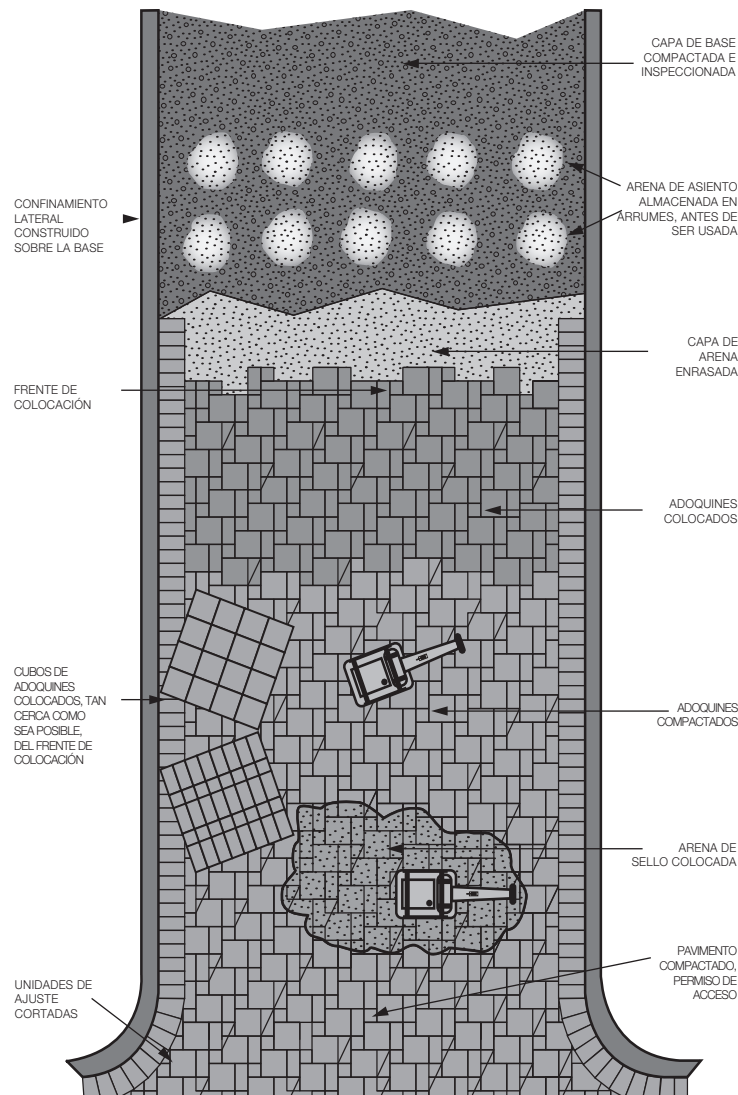 CAPA DE BASE
COMPACTADA E
INSPECCIONADA
ARENA DE ASIENTO
ALMACENADA EN
ARRUMES, ANTES DE
SER USADA
CONFINAMIENTO
LATERAL
CONSTRUIDO
SOBRE LA BASE
CAPA DE
ARENA
ENRASADA
FRENTE DE
COLOCACIÓN
ADOQUINES
COLOCADOS
CUBOS DE
ADOQUINES
COLOCADOS, TAN
CERCA COMO
SEA POSIBLE,
DEL FRENTE DE
COLOCACIÓN
ADOQUINES
COMPACTADOS
ARENA DE
SELLO COLOCADA
PAVIMENTO
COMPACTADO,
PERMISO DE
ACCESO
UNIDADES DE
AJUSTE
CORTADAS